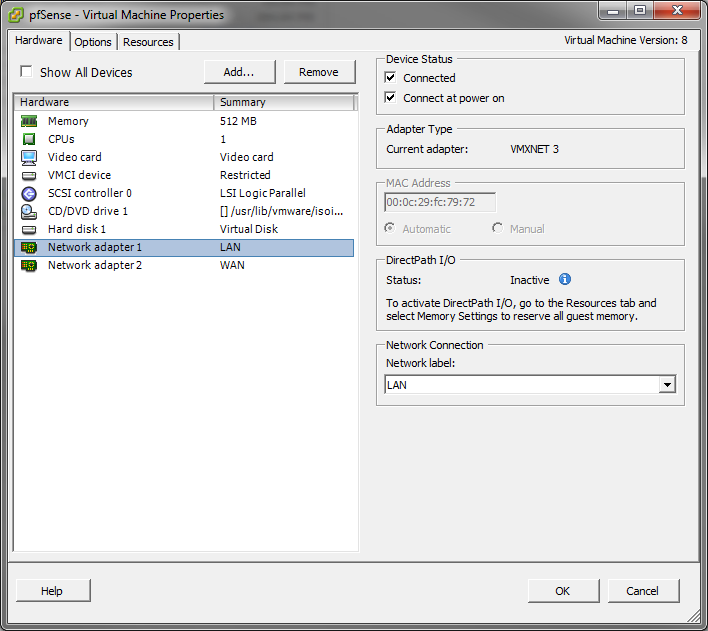 pfSense - Virtual Machine Properties
Hardware Options Resources
Virtual Machine Version: 8
Show All Devices
Add...
Remove
Hardware Summary
Memory 512 MB
CPUs 1
Video card Video card
VMCI device Restricted
SCSI controller 0 LSI Logic Parallel
CD/DVD drive 1 [] /usr/lib/vmware/isoi...
Hard disk 1 Virtual Disk
Network adapter 1 LAN
Network adapter 2 WAN
Device Status
Connected
Connect at power on
Adapter Type
Current adapter: VMXNET 3
MAC Address
00:0c:29:fc:79:72
Automatic Manual
DirectPath I/O
Status: Inactive
To activate DirectPath I/O, go to the Resources tab and
select Memory Settings to reserve all guest memory.
Network Connection
Network label:
LAN
Help
OK
Cancel